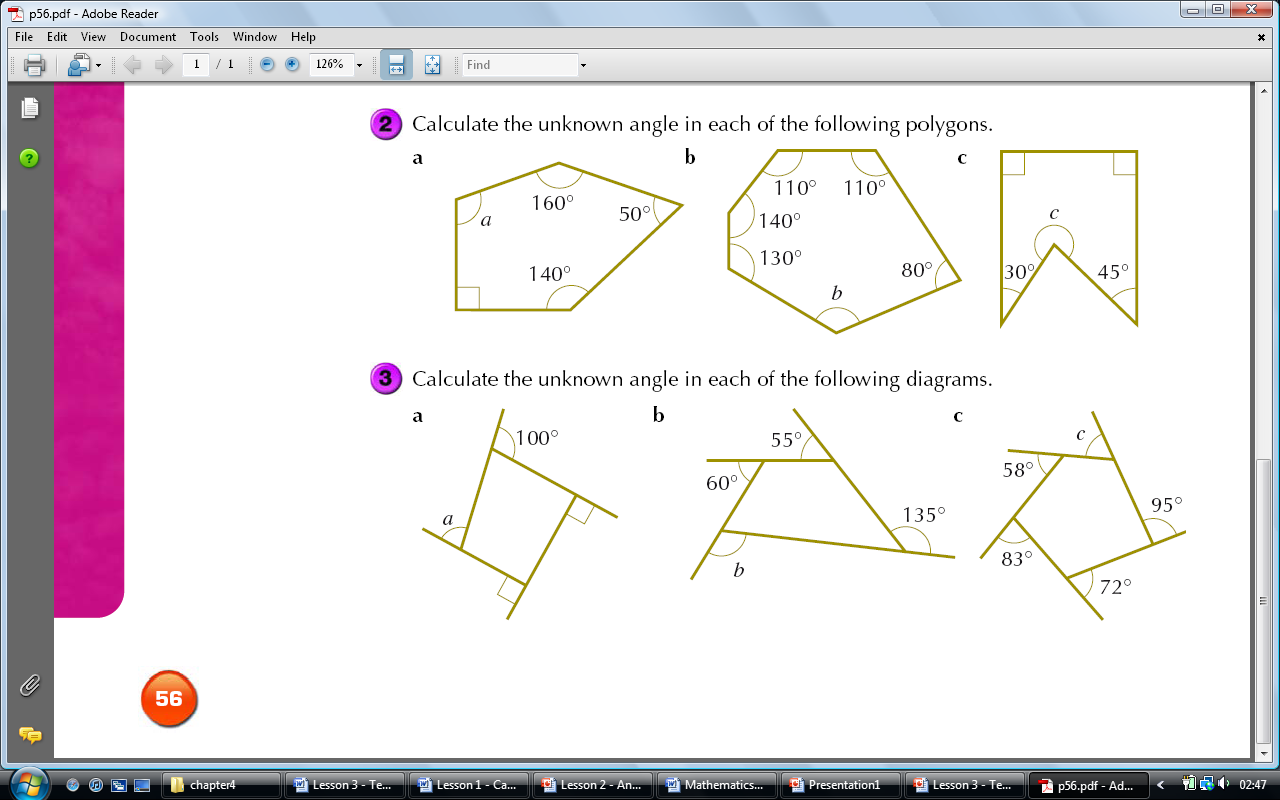 p56.pdf - Adobe Reader
File Edit View Document Tools Window Help
1 / 1 126% Find
2 Calculate the unknown angle in each of the following polygons.
a
a
160°
50°
140°
b
110° 110°
140°
130°
80°
b
c
c
30° 45°
3 Calculate the unknown angle in each of the following diagrams.
a
100°
a
b
55°
60°
135°
b
c
c
58°
95°
83°
72°
56
chapter4 Lesson 3 - Te... Lesson 1 - Ca... Lesson 2 - An... Mathematics... Presentation1 Lesson 3 - Te... p56.pdf - Ad... 02:47